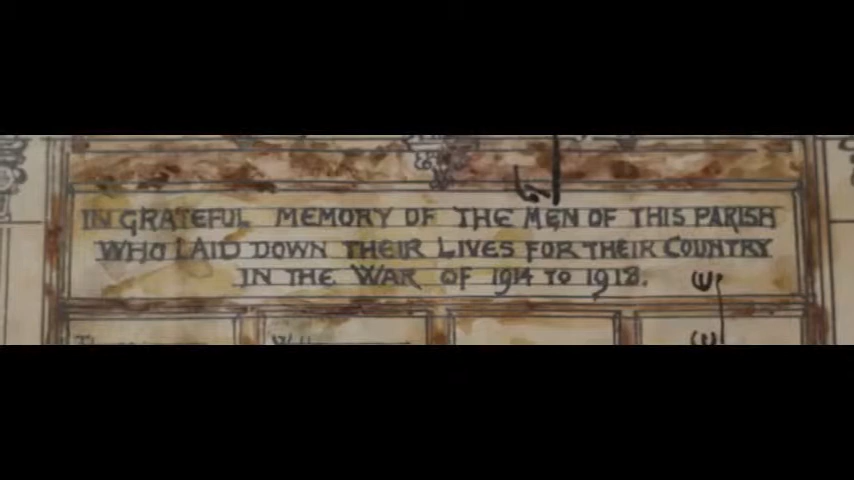 IN GRATEFUL MEMORY OF THE MEN OF THIS PARISH
WHO LAID DOWN THEIR LIVES FOR THEIR COUNTRY
IN THE WAR OF 1914 TO 1918.